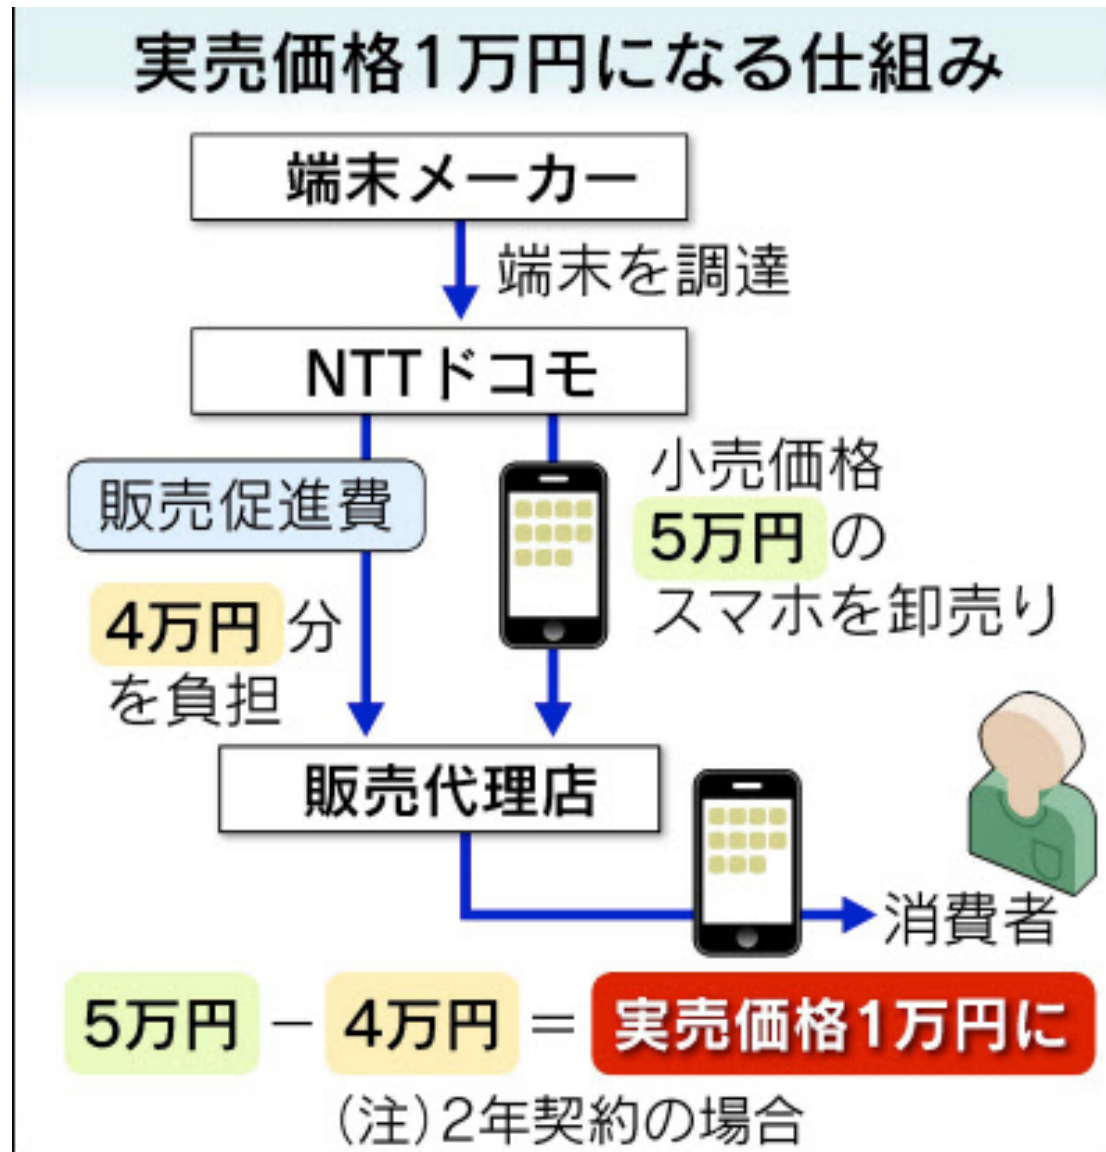 実売価格1万円になる仕組み
端末メーカー
端末を調達
NTTドコモ
販売促進費
4万円分
を負担
小売価格
5万円の
スマホを卸売り
販売代理店
消費者
5万円 − 4万円 = 実売価格1万円に
(注)2年契約の場合